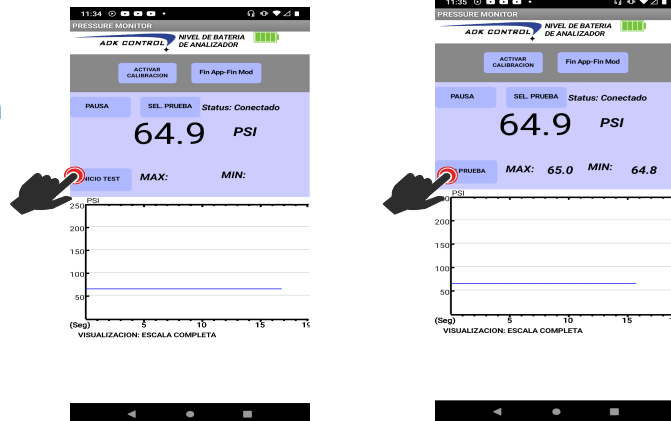 11:34
PRESSURE MONITOR
ADK CONTROL
NIVEL DE BATERIA
DE ANALIZADOR
ACTIVAR
CALIBRACION
Fin App-Fin Mod
PAUSA
SEL. PRUEBA
Status: Conectado
64.9 PSI
NICIO TEST
MAX:
MIN:
PSI
250
200
150
100
50
(Seg)
5
10
15
19
VISUALIZACION: ESCALA COMPLETA
11:35
PRESSURE MONITOR
ADK CONTROL
NIVEL DE BATERIA
DE ANALIZADOR
ACTIVAR
CALIBRACION
Fin App-Fin Mod
PAUSA
SEL. PRUEBA
Status: Conectado
64.9 PSI
PRUEBA
MAX: 65.0
MIN: 64.8
PSI
200
150
100
50
(Seg)
5
10
15
VISUALIZACION: ESCALA COMPLETA